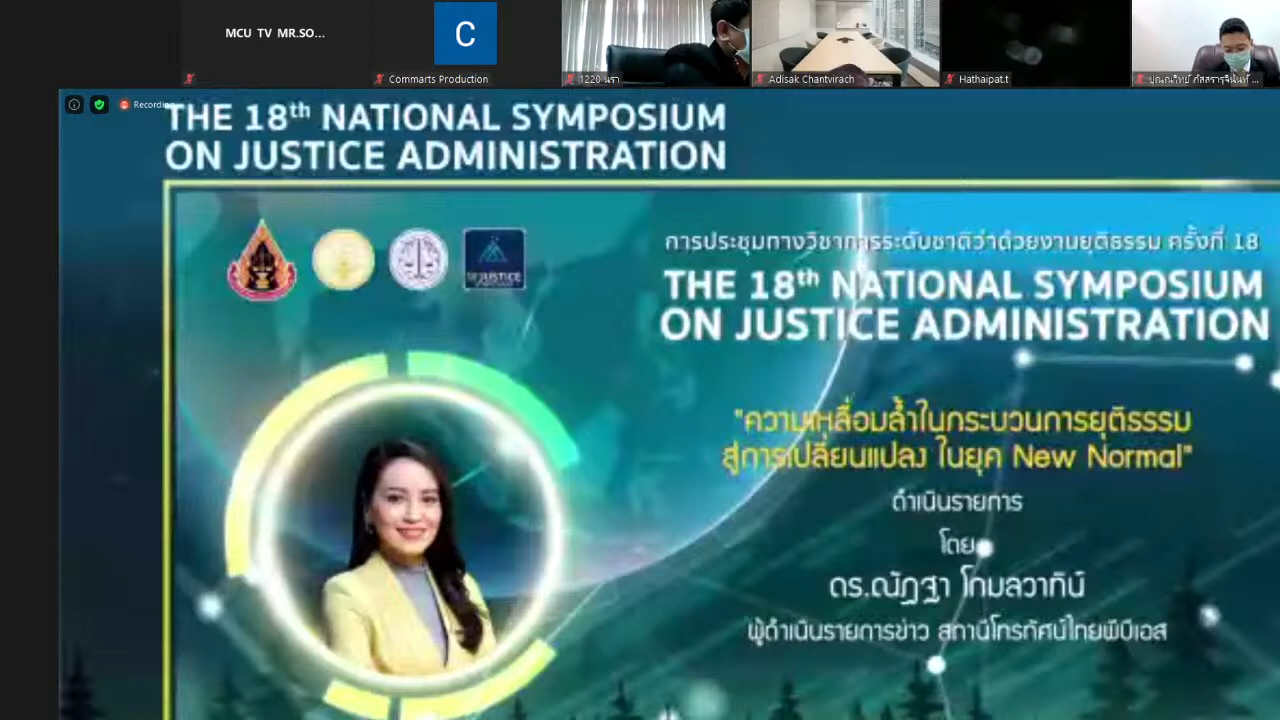 MCU TV MR.SO...
C
Commarts Production
1220 นรา
Adisak Chantvirach
Hathaipat.t
Recording
THE 18th NATIONAL SYMPOSIUM
ON JUSTICE ADMINISTRATION
JUSTICE
การประชุมทางวิชาการระดับชาติว่าด้วยงานยุติธรรม ครั้งที่ 18
THE 18th NATIONAL SYMPOSIUM
ON JUSTICE ADMINISTRATION
"ความเหลื่อมล้ำในกระบวนการยุติธรรม
สู่การเปลี่ยนแปลง ในยุค New Normal"
ดำเนินรายการ
โดย
ดร.ณัฏฐา โกมลวาทิน์
ผู้ดำเนินรายการข่าว สถานีโทรทัศน์ไทยพีบีเอส